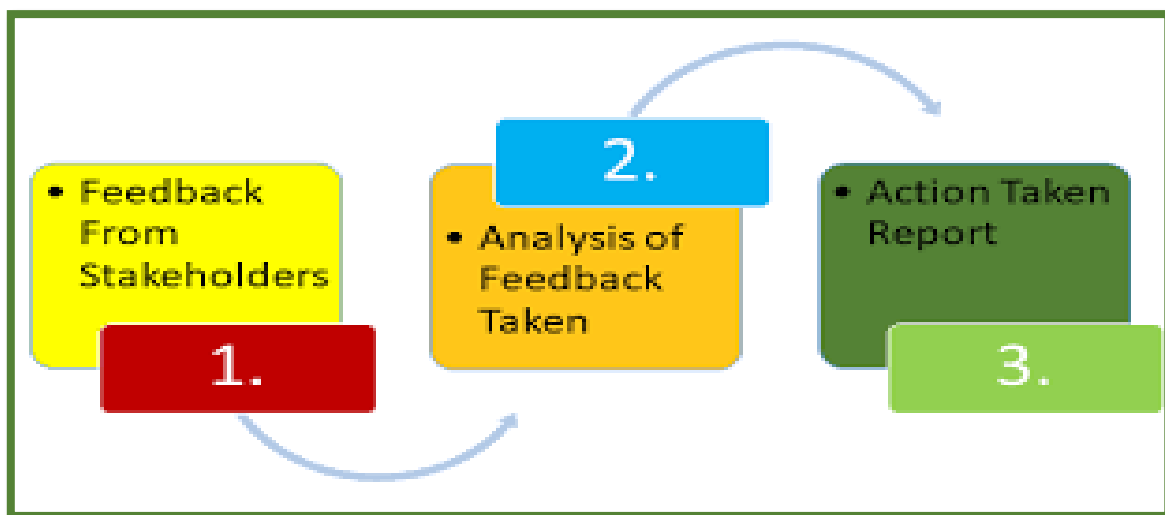 • Feedback
From
Stakeholders
1.
2.
• Analysis of
Feedback
Taken
• Action Taken
Report
3.